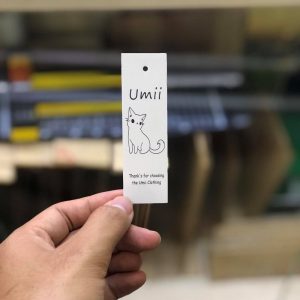 Umii
Thank's for choosing
the Umii Clothing